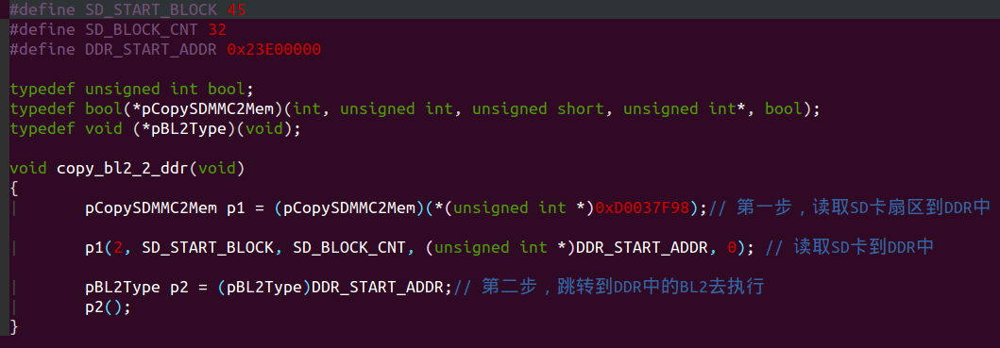 #define SD_START_BLOCK 45
#define SD_BLOCK_CNT 32
#define DDR_START_ADDR 0x23E00000
typedef unsigned int bool;
typedef bool(*pCopySDMMC2Mem)(int, unsigned int, unsigned short, unsigned int*, bool);
typedef void (*pBL2Type)(void);
void copy_bl2_2_ddr(void)
{
|       pCopySDMMC2Mem p1 = (pCopySDMMC2Mem)(*(unsigned int *)0xD0037F98);// 第一步，读取SD卡扇区到DDR中
|       p1(2, SD_START_BLOCK, SD_BLOCK_CNT, (unsigned int *)DDR_START_ADDR, 0); // 读取SD卡到DDR中
|       pBL2Type p2 = (pBL2Type)DDR_START_ADDR;// 第二步，跳转到DDR中的BL2去执行
|       p2();
}